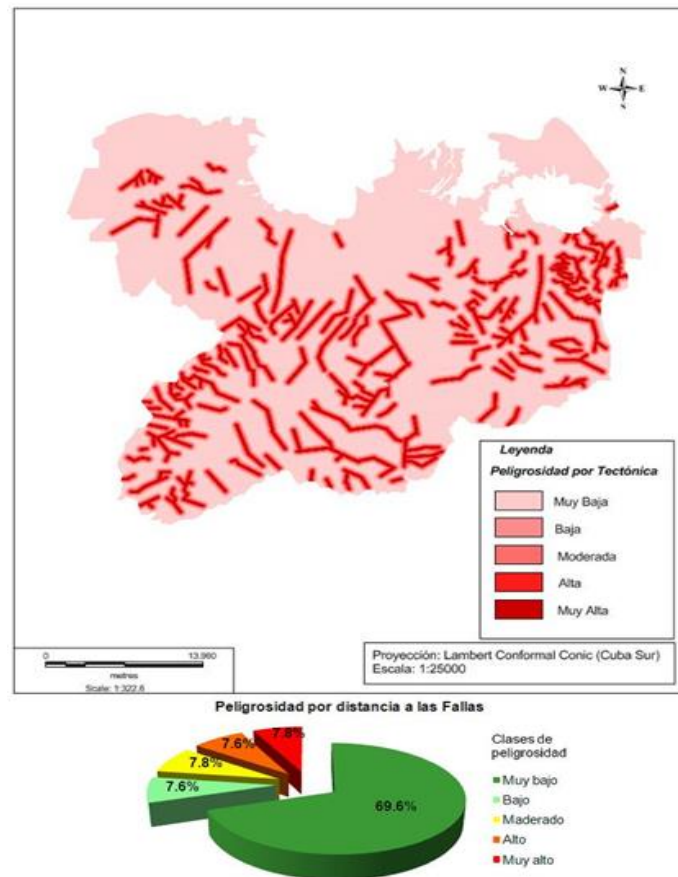 N
W E
S
Leyenda
Peligrosidad por Tectónica
Muy Baja
Baja
Moderada
Alta
Muy Alta
0 13.960
metres
Scale: 1:322.6
Proyección: Lambert Conformal Conic (Cuba Sur)
Escala: 1:25000
Peligrosidad por distancia a las Fallas
7.8%
7.6%
7.8%
7.6%
69.6%
Clases de
peligrosidad
Muy bajo
Bajo
Maderado
Alto
Muy alto